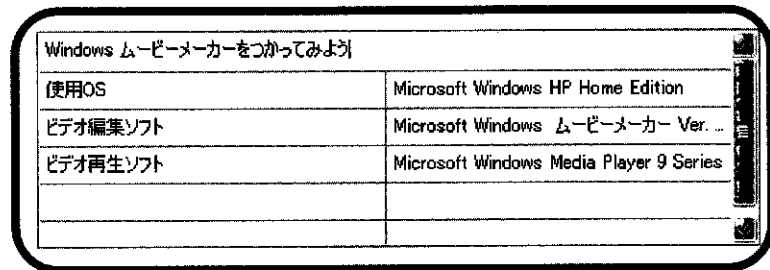 Windows ムービーメーカーをつかってみよう
使用OS Microsoft Windows HP Home Edition
ビデオ編集ソフト Microsoft Windows ムービーメーカー Ver. ...
ビデオ再生ソフト Microsoft Windows Media Player 9 Series